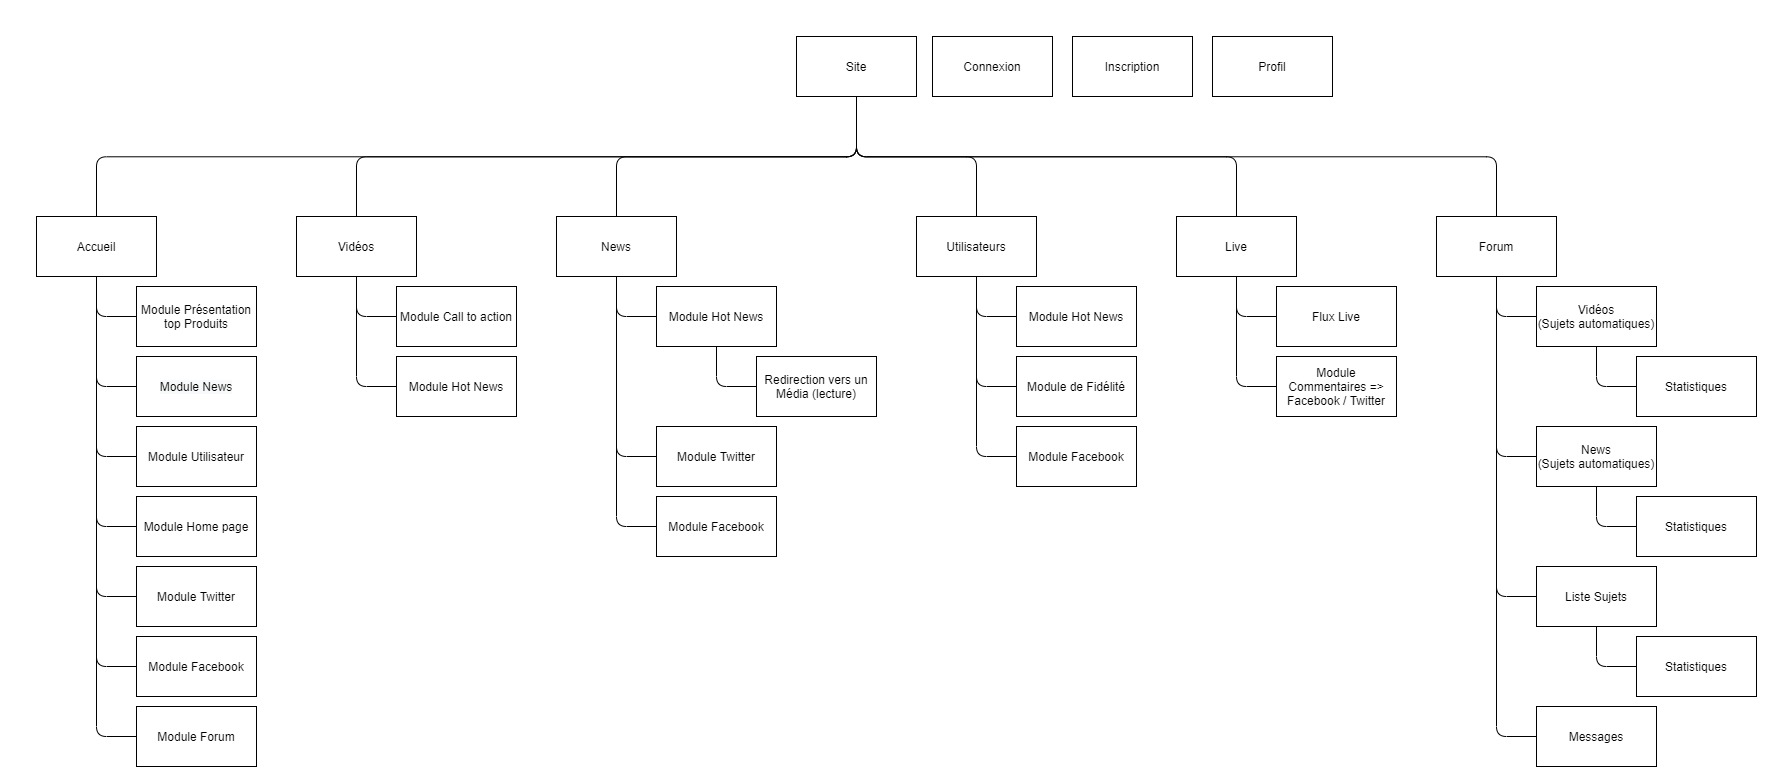 Site
Connexion
Inscription
Profil
Accueil
Module Présentation
top Produits
Module News
Module Utilisateur
Module Home page
Module Twitter
Module Facebook
Module Forum
Vidéos
Module Call to action
Module Hot News
News
Module Hot News
Redirection vers un
Média (lecture)
Module Twitter
Module Facebook
Utilisateurs
Module Hot News
Module de Fidélité
Module Facebook
Live
Flux Live
Module
Commentaires =>
Facebook / Twitter
Forum
Vidéos
(Sujets automatiques)
Statistiques
News
(Sujets automatiques)
Statistiques
Liste Sujets
Statistiques
Messages